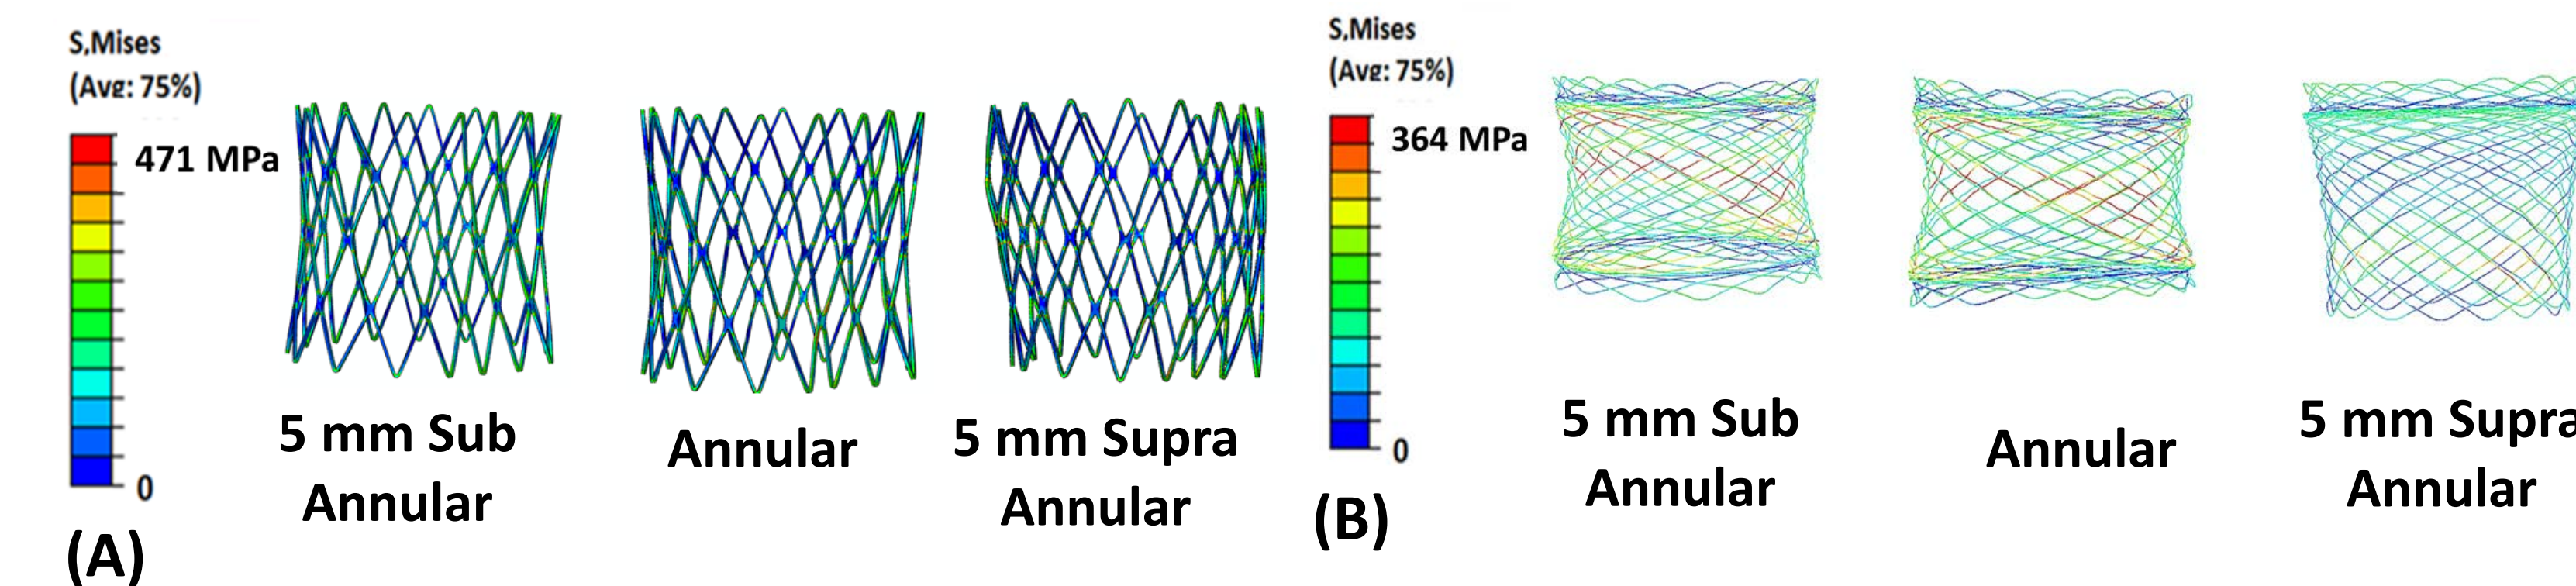 S,Mises
(Avg: 75%)
471 MPa
0
5 mm Sub
Annular
Annular
5 mm Supra
Annular
(A)
S,Mises
(Avg: 75%)
364 MPa
0
5 mm Sub
Annular
Annular
5 mm Supra
Annular
(B)